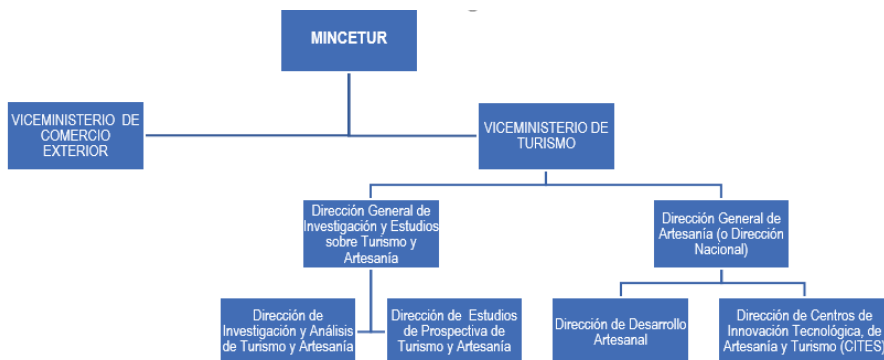 MINCETUR
VICEMINISTERIO DE
COMERCIO
EXTERIOR
VICEMINISTERIO DE
TURISMO
Dirección General de
Investigación y Estudios
sobre Turismo y
Artesanía
Dirección General de
Artesanía (o Dirección
Nacional)
Dirección de
Investigación y Análisis
de Turismo y Artesanía
Dirección de Estudios
de Prospectiva de
Turismo y Artesanía
Dirección de Desarrollo
Artesanal
Dirección de Centros de
Innovación Tecnológica, de
Artesanía y Turismo (CITES)